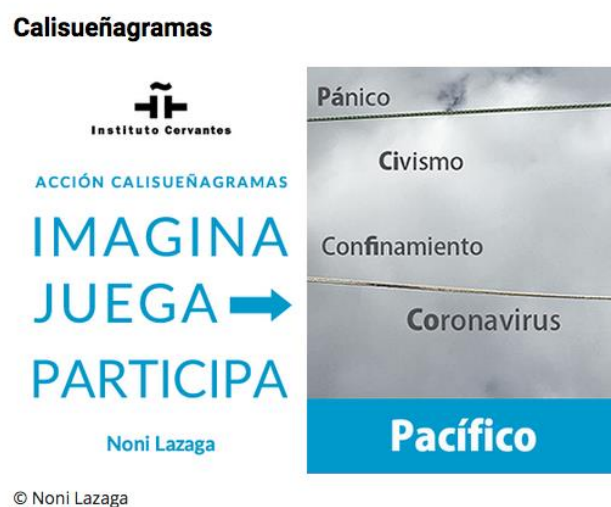 Calisueñagramas
Instituto Cervantes
ACCIÓN CALISUEÑAGRAMAS
IMAGINA
JUEGA
PARTICIPA
Noni Lazaga
Pánico
Civismo
Confinamiento
Coronavirus
Pacífico
© Noni Lazaga